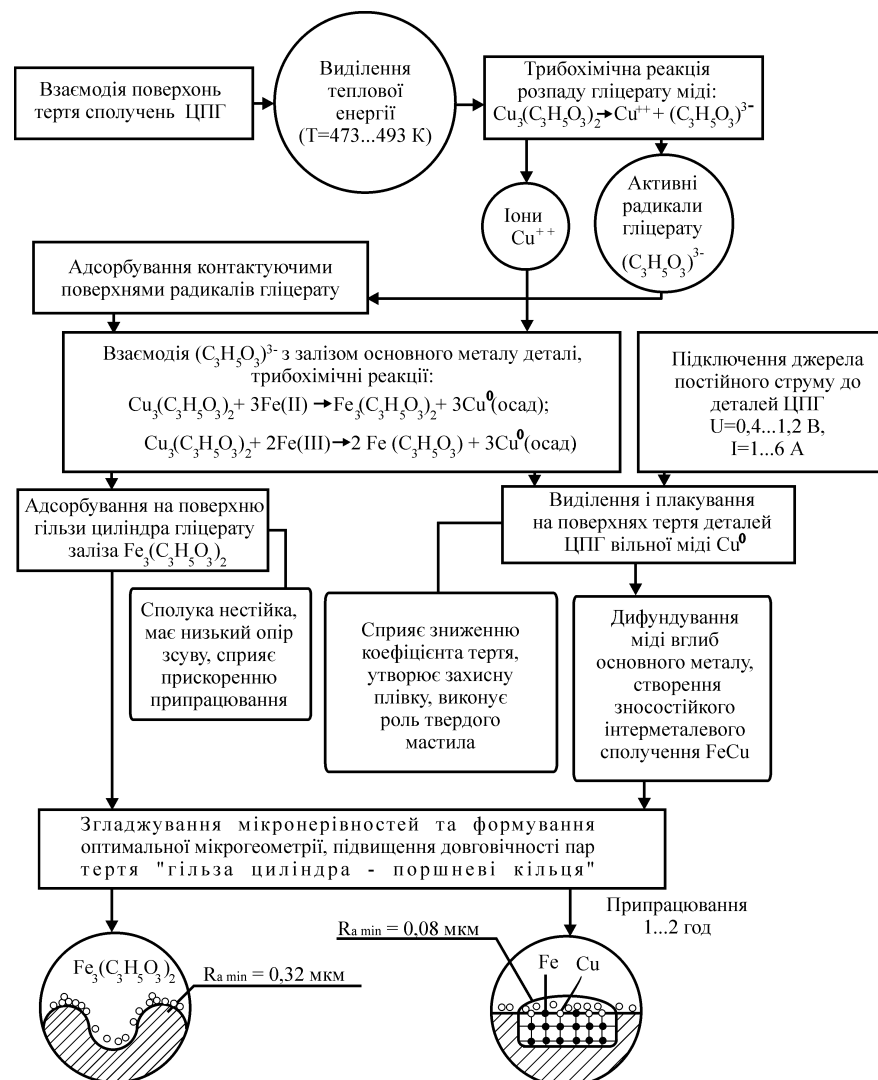 Взаємодія поверхонь
тертя сполучень ЦПГ
Виділення
теплової
енергії
(Т=473...493 К)
Трибохімічна реакція
розпаду гліцерату міді:
Cu₃(C₃H₅O₃)₂→Cu⁺⁺+ (C₃H₅O₃)³⁻
Іони
Cu⁺⁺
Активні
радикали
гліцерату
(C₃H₅O₃)³⁻
Адсорбування контактуючими
поверхнями радикалів гліцерату
Взаємодія (C₃H₅O₃)³⁻ з залізом основного металу деталі,
трибохімічні реакції:
Cu₃(C₃H₅O₃)₂+ 3Fe(II) →Fe₃(C₃H₅O₃)₂+ 3Cu⁰(осад);
Cu₃(C₃H₅O₃)₂+ 2Fe(III)→2 Fe (C₃H₅O₃) + 3Cu⁰(осад)
Підключення джерела
постійного струму до
деталей ЦПГ
U=0,4...1,2 В,
I=1...6 А
Адсорбування на поверхню
гільзи циліндра гліцерату
заліза Fe₃(C₃H₅O₃)₂
Виділення і плакування
на поверхнях тертя деталей
ЦПГ вільної міді Cu⁰
Сполука нестійка,
має низький опір
зсуву, сприяє
прискоренню
припрацювання
Сприяє зниженню
коефіцієнта тертя,
утворює захисну
плівку, виконує
роль твердого
мастила
Дифундування
міді вглиб
основного металу,
створення
зносостійкого
інтерметалевого
сполучення FeCu
Згладжування мікронерівностей та формування
оптимальної мікрогеометрії, підвищення довговічності пар
тертя "гільза циліндра - поршневі кільця"
Припрацювання
1...2 год
Fe₃(C₃H₅O₃)₂
Ra min = 0,32 мкм
Ra min = 0,08 мкм
Fe Cu